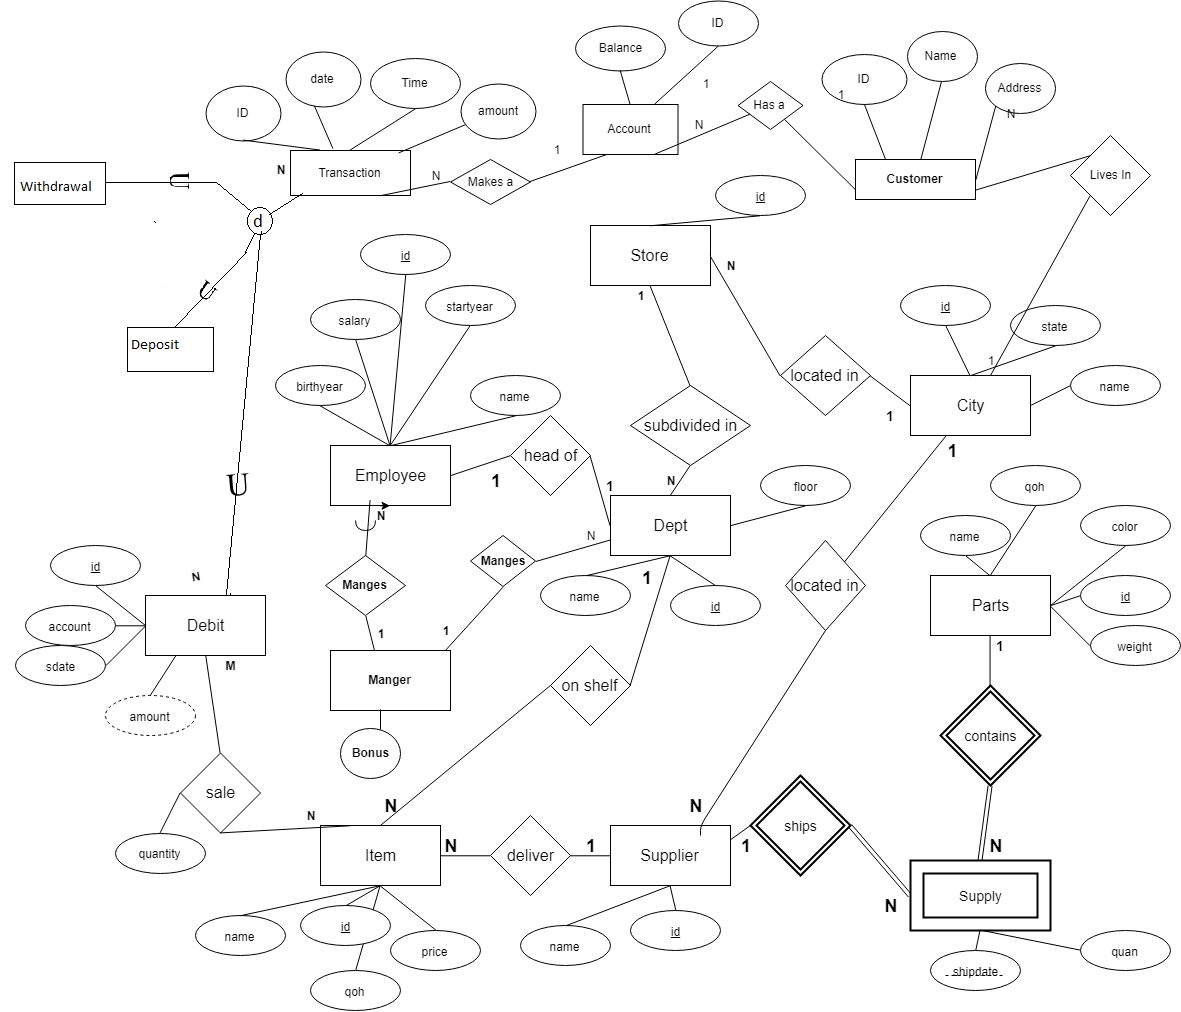 ID
Balance
Name
date
Time
ID
1
Address
1
N
ID
amount
Account
N
Has a
1
N
Transaction
N
Makes a
Customer
Lives In
Withdrawal
id
d
Store
N
id
1
id
state
salary
startyear
Deposit
1
located in
City
name
1
birthyear
name
subdivided in
head of
1
Employee
1
1
N
U
U
U
N
Dept
floor
qoh
name
color
N
Manges
located in
id
N
Manges
name
1
id
Parts
id
account
Debit
1
1
weight
sdate
M
1
Manger
on shelf
amount
contains
Bonus
sale
N
N
N
ships
quantity
Item
N
deliver
1
Supplier
1
N
Supply
N
name
id
price
name
id
shipdate
quan
qoh